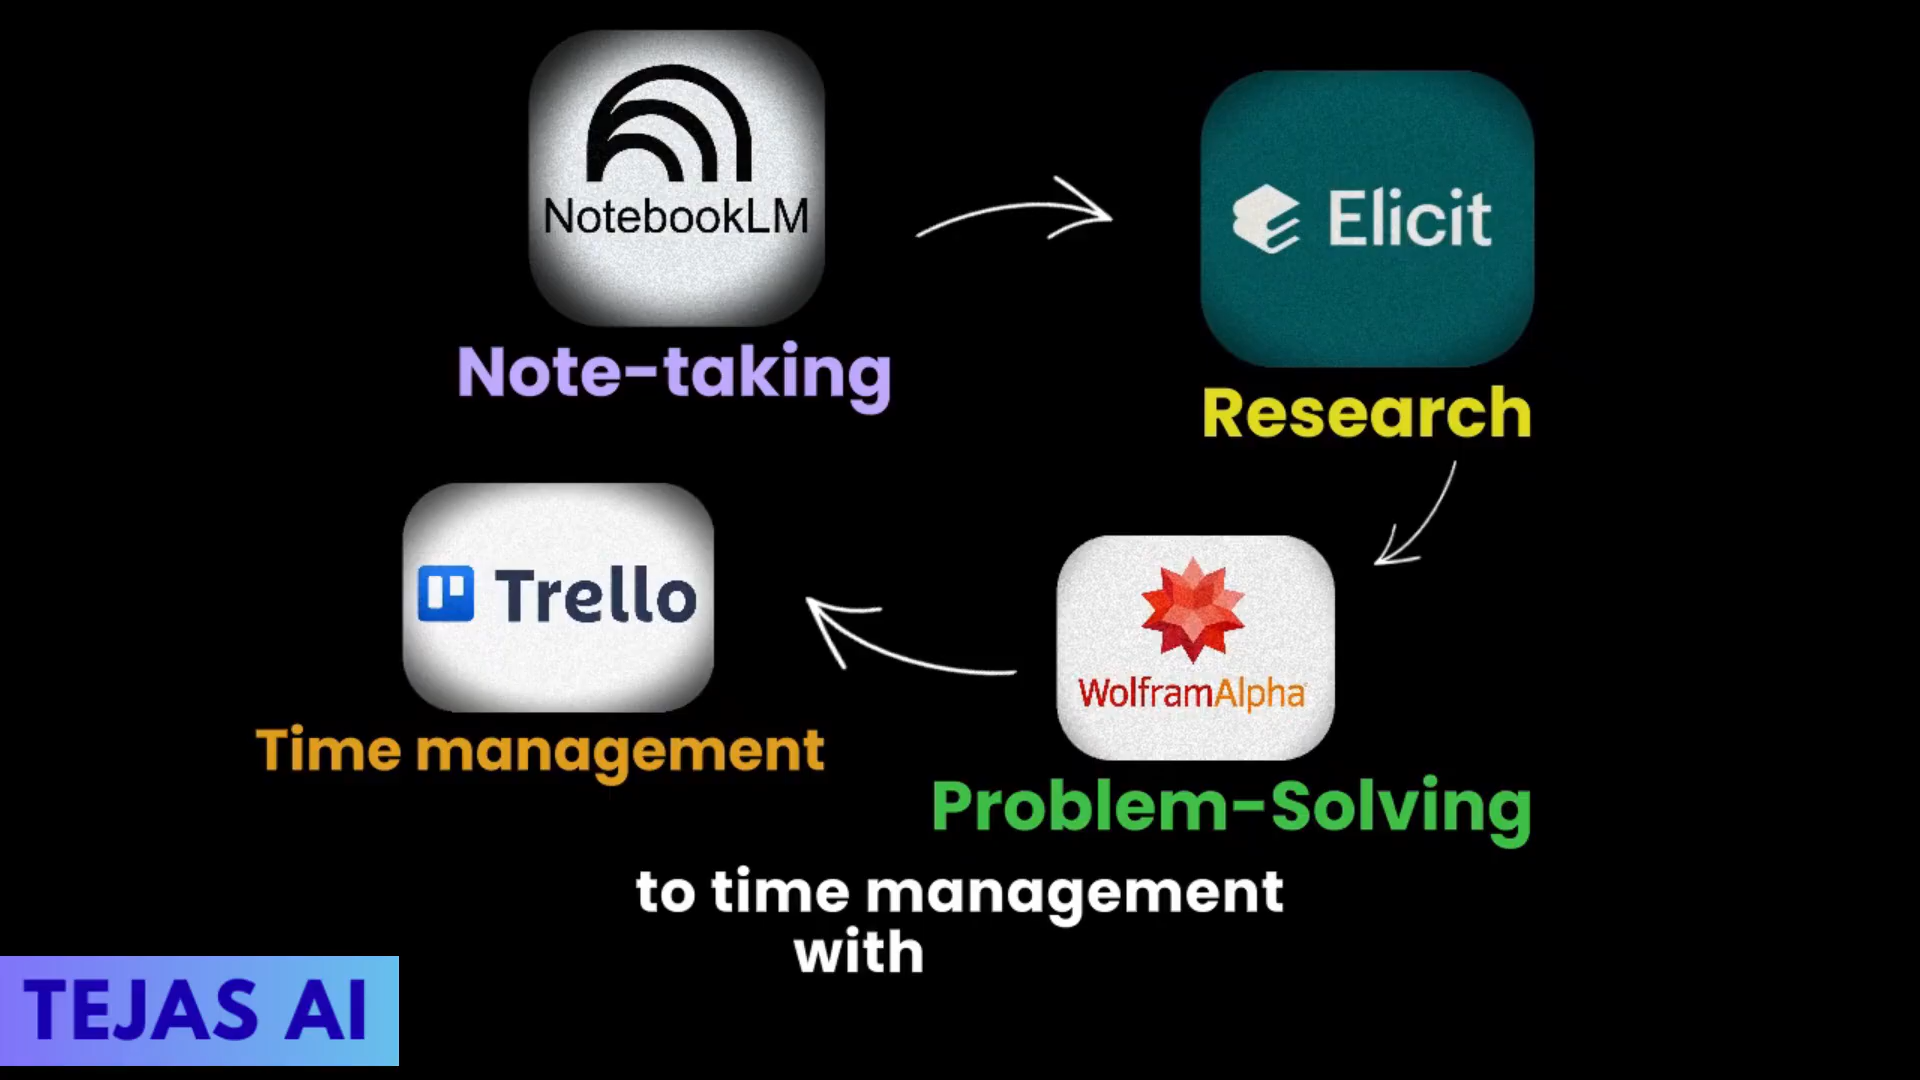 NotebookLM
Note-taking
Elicit
Research
Trello
Time management
WolframAlpha
Problem-Solving
to time management
with
TEJAS AI